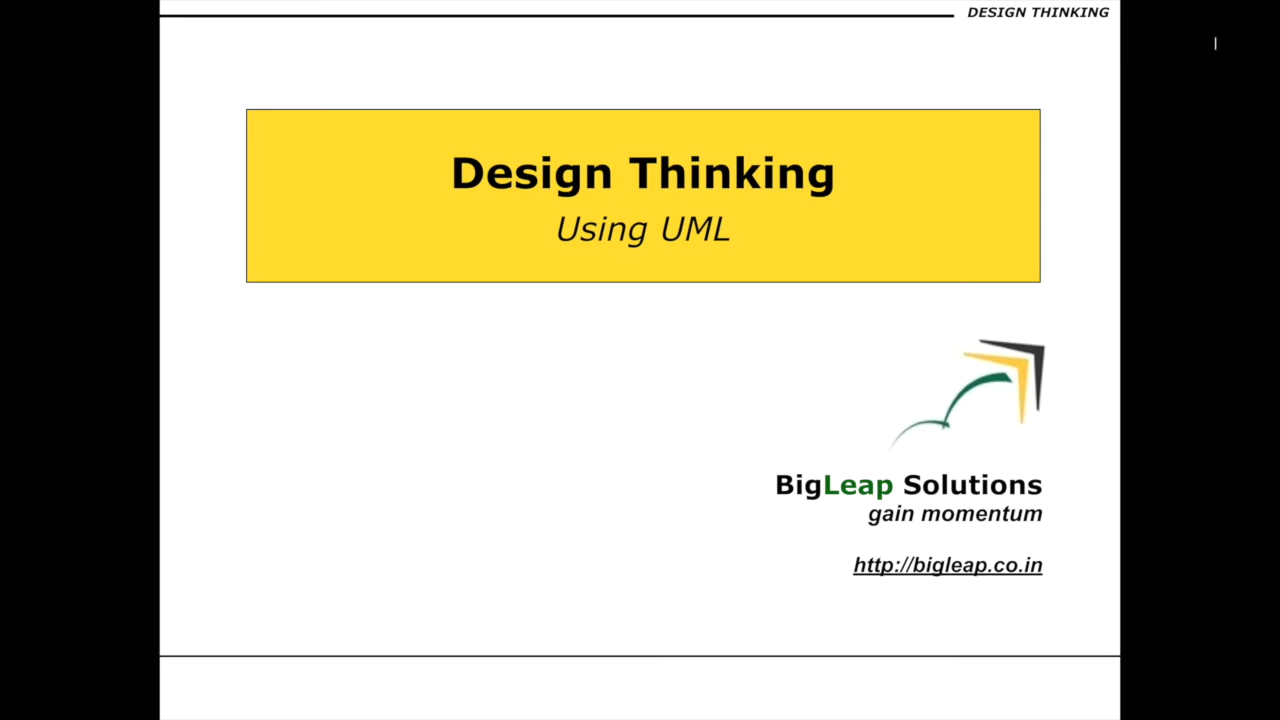 DESIGN THINKING
Design Thinking
Using UML
BigLeap Solutions
gain momentum
http://bigleap.co.in